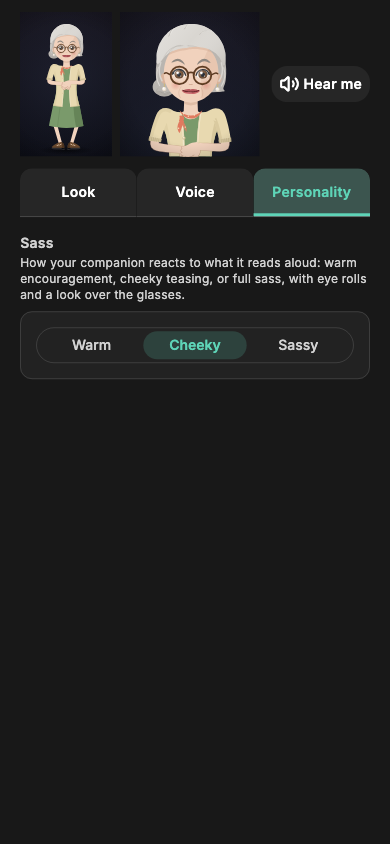 Hear me
Look
Voice
Personality
Sass
How your companion reacts to what it reads aloud: warm
encouragement, cheeky teasing, or full sass, with eye rolls
and a look over the glasses.
Warm
Cheeky
Sassy